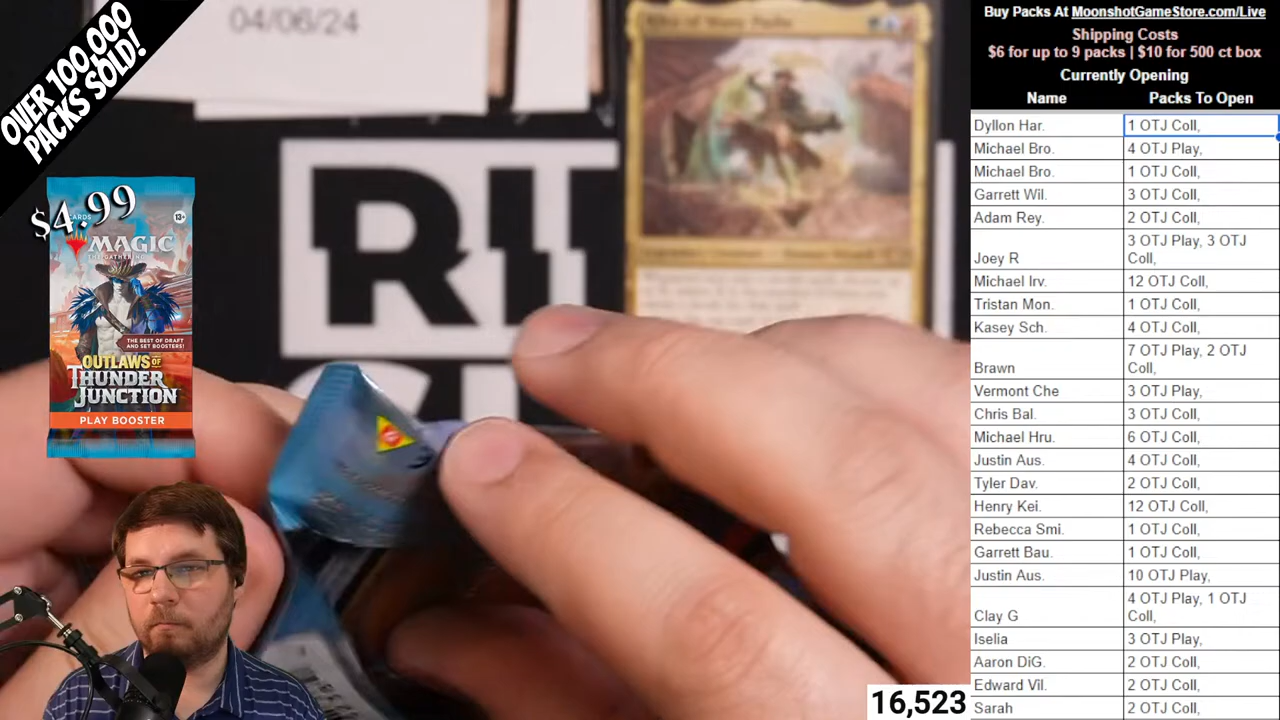 OVER 100,000
PACKS SOLD!
04/06/24
$4.99
CARDS
13+
MAGIC
THE GATHERING
THE BEST OF DRAFT
AND SET BOOSTERS!
OUTLAWS OF
THUNDER
JUNCTION
PLAY BOOSTER
16,523
Buy Packs At MoonshotGameStore.com/Live
Shipping Costs
$6 for up to 9 packs | $10 for 500 ct box
Currently Opening
Name Packs To Open
Dyllon Har. 1 OTJ Coll,
Michael Bro. 4 OTJ Play,
Michael Bro. 1 OTJ Coll,
Garrett Wil. 3 OTJ Coll,
Adam Rey. 2 OTJ Coll,
Joey R 3 OTJ Play, 3 OTJ
Coll,
Michael Irv. 12 OTJ Coll,
Tristan Mon. 1 OTJ Coll,
Kasey Sch. 4 OTJ Coll,
Brawn 7 OTJ Play, 2 OTJ
Coll,
Vermont Che 3 OTJ Play,
Chris Bal. 3 OTJ Coll,
Michael Hru. 6 OTJ Coll,
Justin Aus. 4 OTJ Coll,
Tyler Dav. 2 OTJ Coll,
Henry Kei. 12 OTJ Coll,
Rebecca Smi. 1 OTJ Coll,
Garrett Bau. 1 OTJ Coll,
Justin Aus. 10 OTJ Play,
Clay G 4 OTJ Play, 1 OTJ
Coll,
Iselia 3 OTJ Play,
Aaron DiG. 2 OTJ Coll,
Edward Vil. 2 OTJ Coll,
Sarah 2 OTJ Coll,